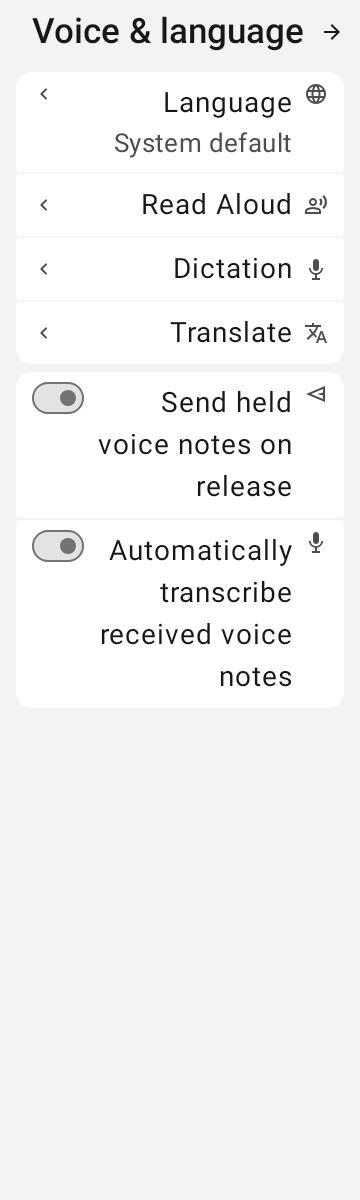 Voice & language
Language
System default
Read Aloud
Dictation
Translate
Send held
voice notes on
release
Automatically
transcribe
received voice
notes